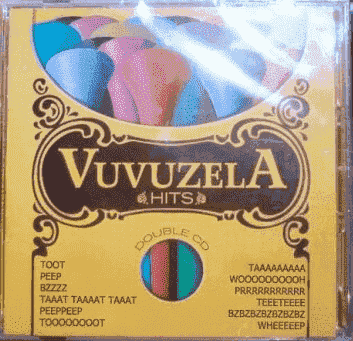 VUVUZELA
HITS
DOUBLE CD
TOOT
PEEP
BZZZZ
TAAAT TAAAAT TAAAT
PEEPPEEP
TOOOOOOOOT
TAAAAAAAAA
WOOOOOOOOOH
PRRRRRRRRRRR
TEEETEEEE
BZBZBZBZBZBZBZ
WHEEEEEP